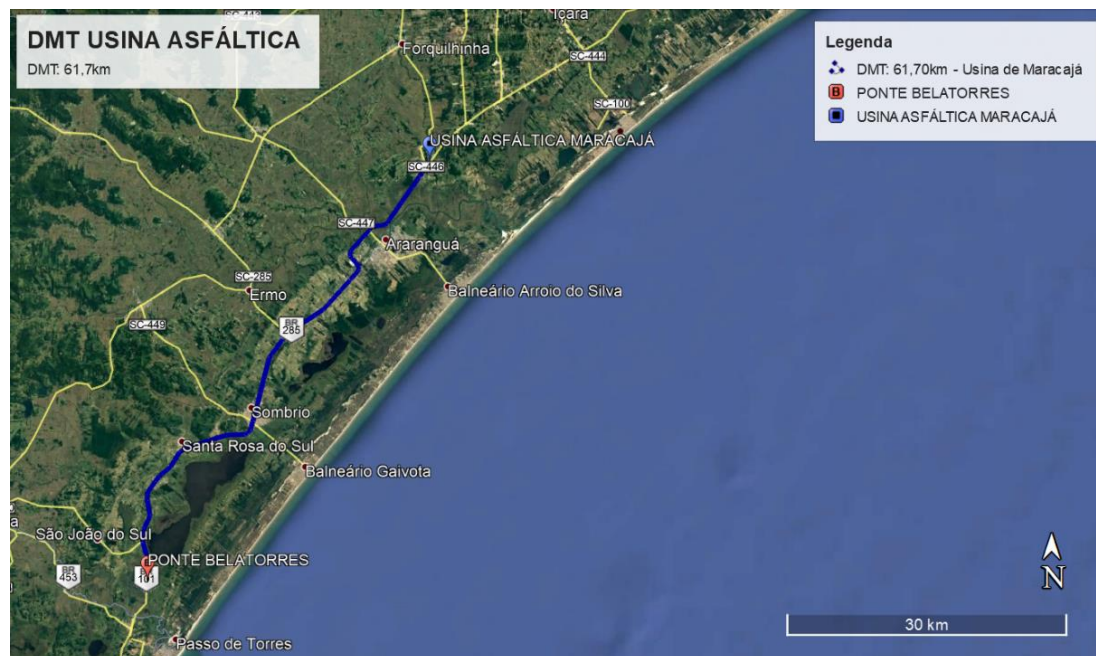 DMT USINA ASFÁLTICA
DMT: 61,7km
Legenda
DMT: 61,70km - Usina de Maracajá
PONTE BELATORRES
USINA ASFÁLTICA MARACAJÁ
Içara
Forquilhinha
SC-444
SC-100
USINA ASFÁLTICA MARACAJÁ
SC-446
SC-447
Araranguá
SC-285
Ermo
Balneário Arroio do Silva
BR
285
SC-449
Sombrio
Santa Rosa do Sul
Balneário Gaivota
São João do Sul
PONTE BELATORRES
BR
453
101
Passo de Torres
N
30 km